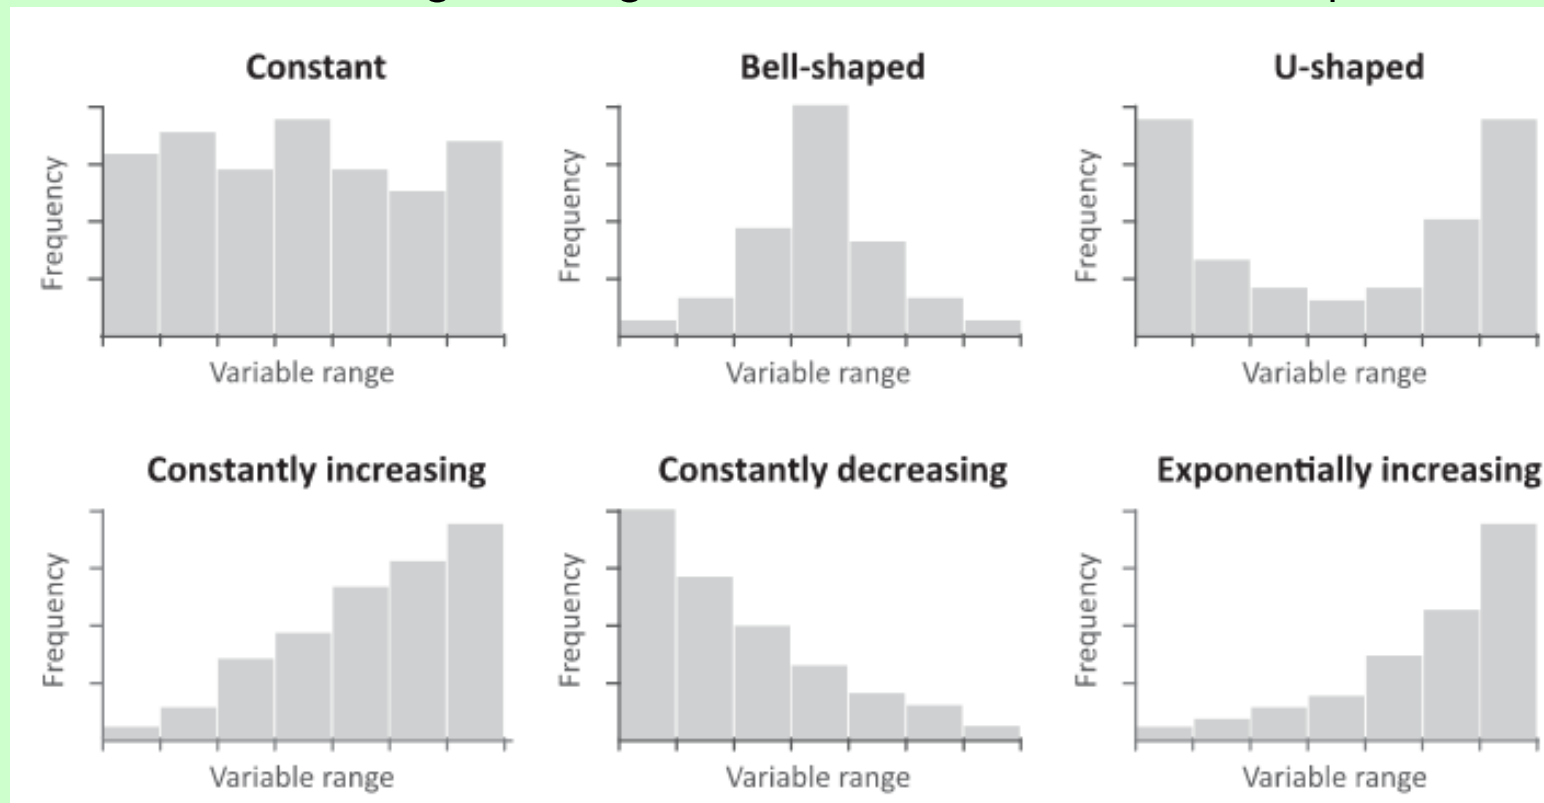 Constant
Bell-shaped
U-shaped
Frequency
Variable range
Frequency
Variable range
Frequency
Variable range
Constantly increasing
Constantly decreasing
Exponentially increasing
Frequency
Variable range
Frequency
Variable range
Frequency
Variable range